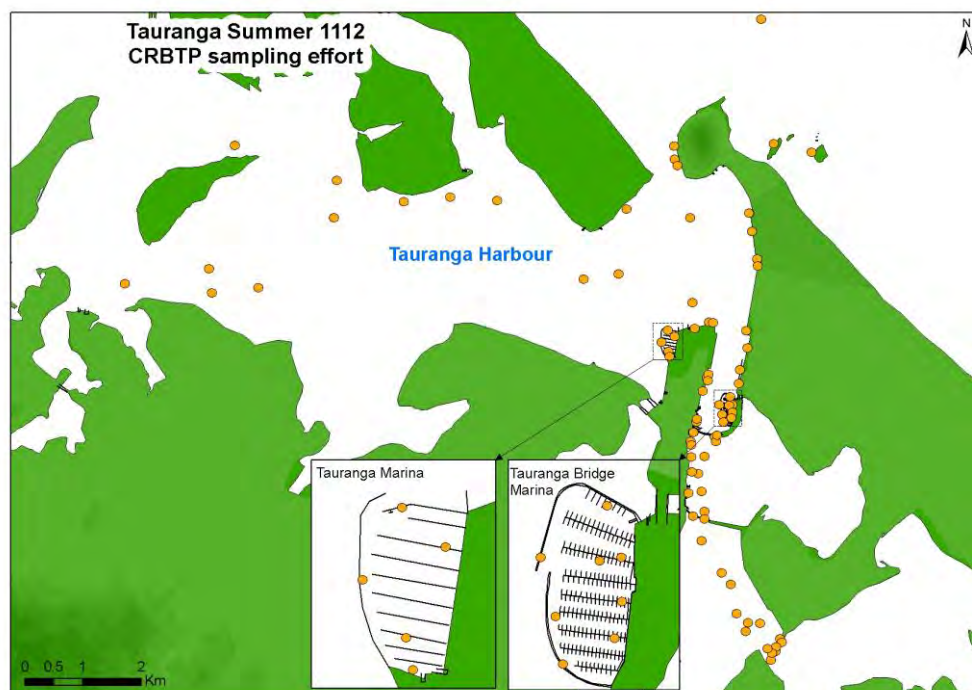 Tauranga Summer 1112
CRBTP sampling effort
N
Tauranga Harbour
Tauranga Marina
Tauranga Bridge
Marina
0 0.5 1 2
Km